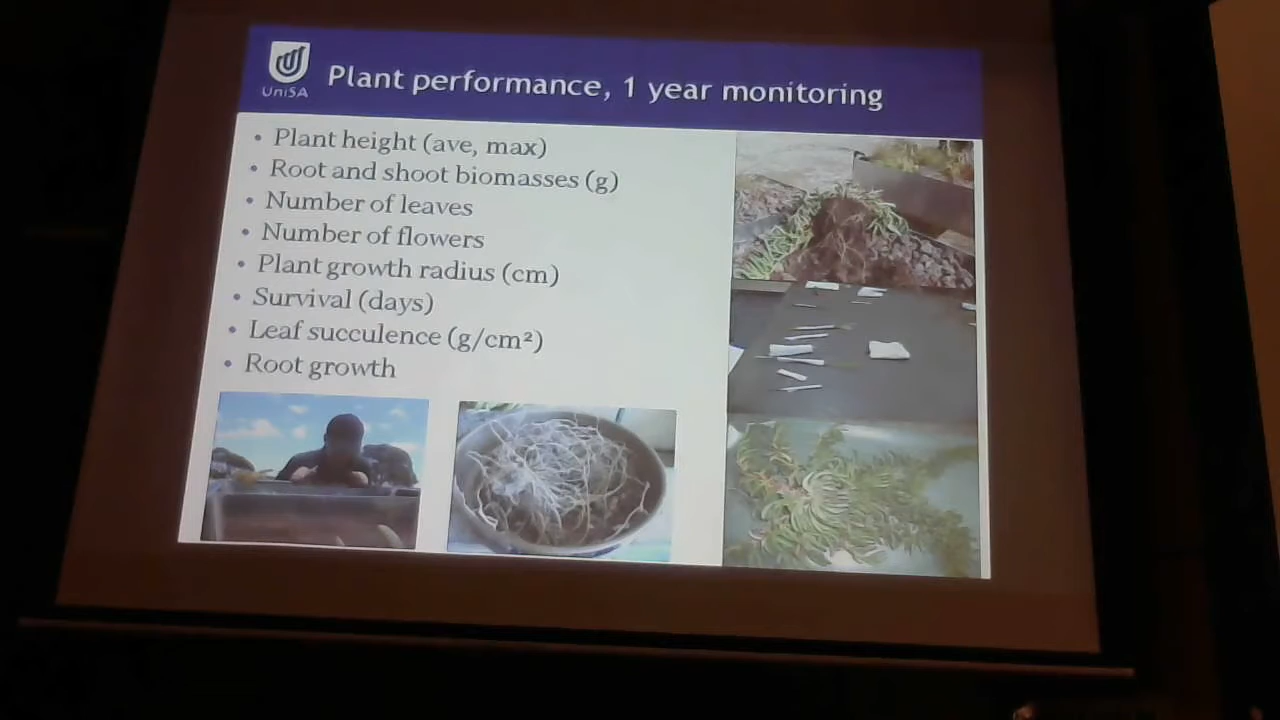 UniSA
Plant performance, 1 year monitoring
• Plant height (ave, max)
• Root and shoot biomasses (g)
• Number of leaves
• Number of flowers
• Plant growth radius (cm)
• Survival (days)
• Leaf succulence (g/cm²)
• Root growth